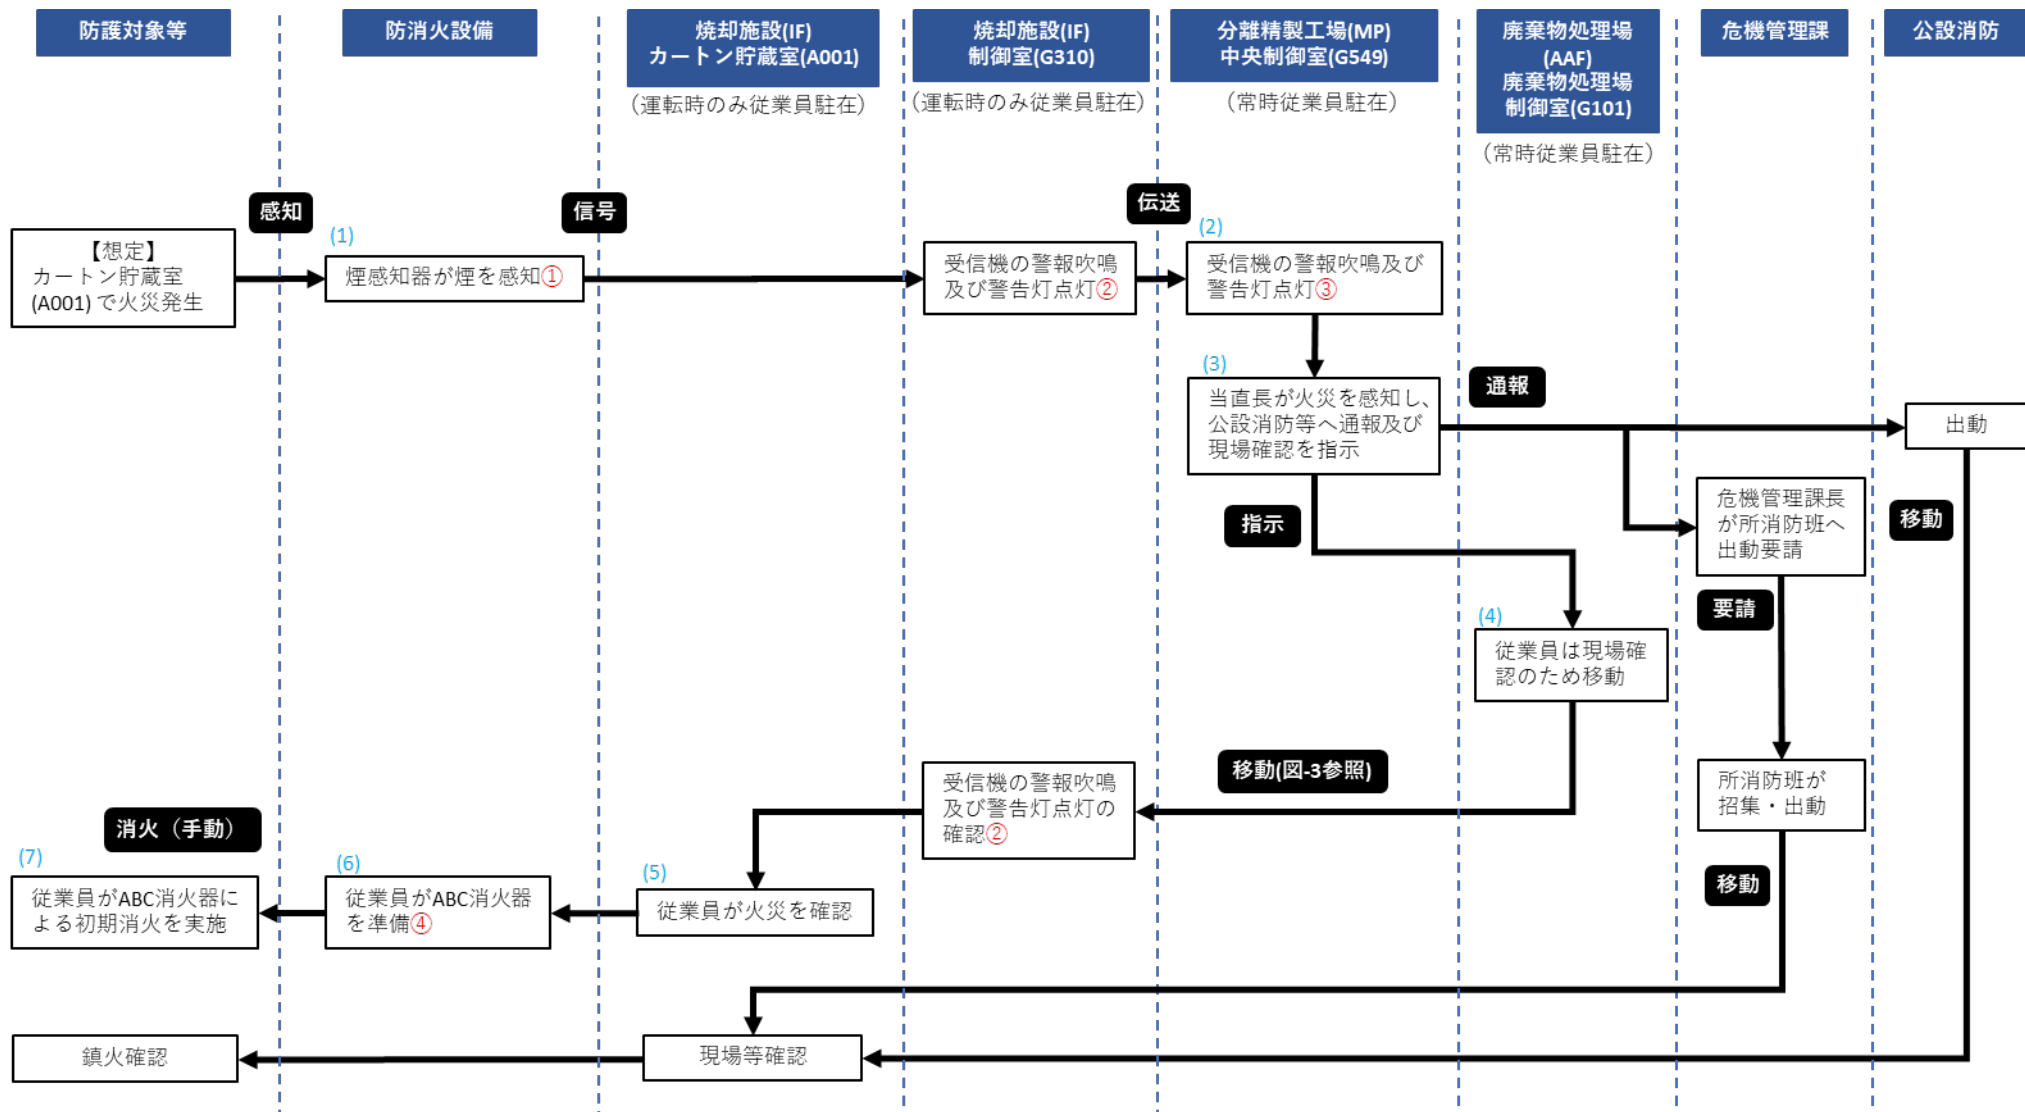 防護対象等
防消火設備
焼却施設(IF)
カートン貯蔵室(A001)
(運転時のみ従業員駐在)
焼却施設(IF)
制御室(G310)
(運転時のみ従業員駐在)
分離精製工場(MP)
中央制御室(G549)
(常時従業員駐在)
廃棄物処理場
(AAF)
廃棄物処理場
制御室(G101)
(常時従業員駐在)
危機管理課
公設消防
感知
信号
伝送
【想定】
カートン貯蔵室
(A001)で火災発生
(1)
煙感知器が煙を感知①
受信機の警報吹鳴
及び警告灯点灯②
(2)
受信機の警報吹鳴及び
警告灯点灯③
(3)
当直長が火災を感知し、
公設消防等へ通報及び
現場確認を指示
通報
出動
指示
危機管理課長
が所消防班へ
出動要請
移動
要請
(4)
従業員は現場確
認のため移動
移動(図-3参照)
受信機の警報吹鳴
及び警告灯点灯の
確認②
所消防班が
招集・出動
消火（手動）
(7)
従業員がABC消火器に
よる初期消火を実施
(6)
従業員がABC消火器
を準備④
(5)
従業員が火災を確認
移動
鎮火確認
現場等確認